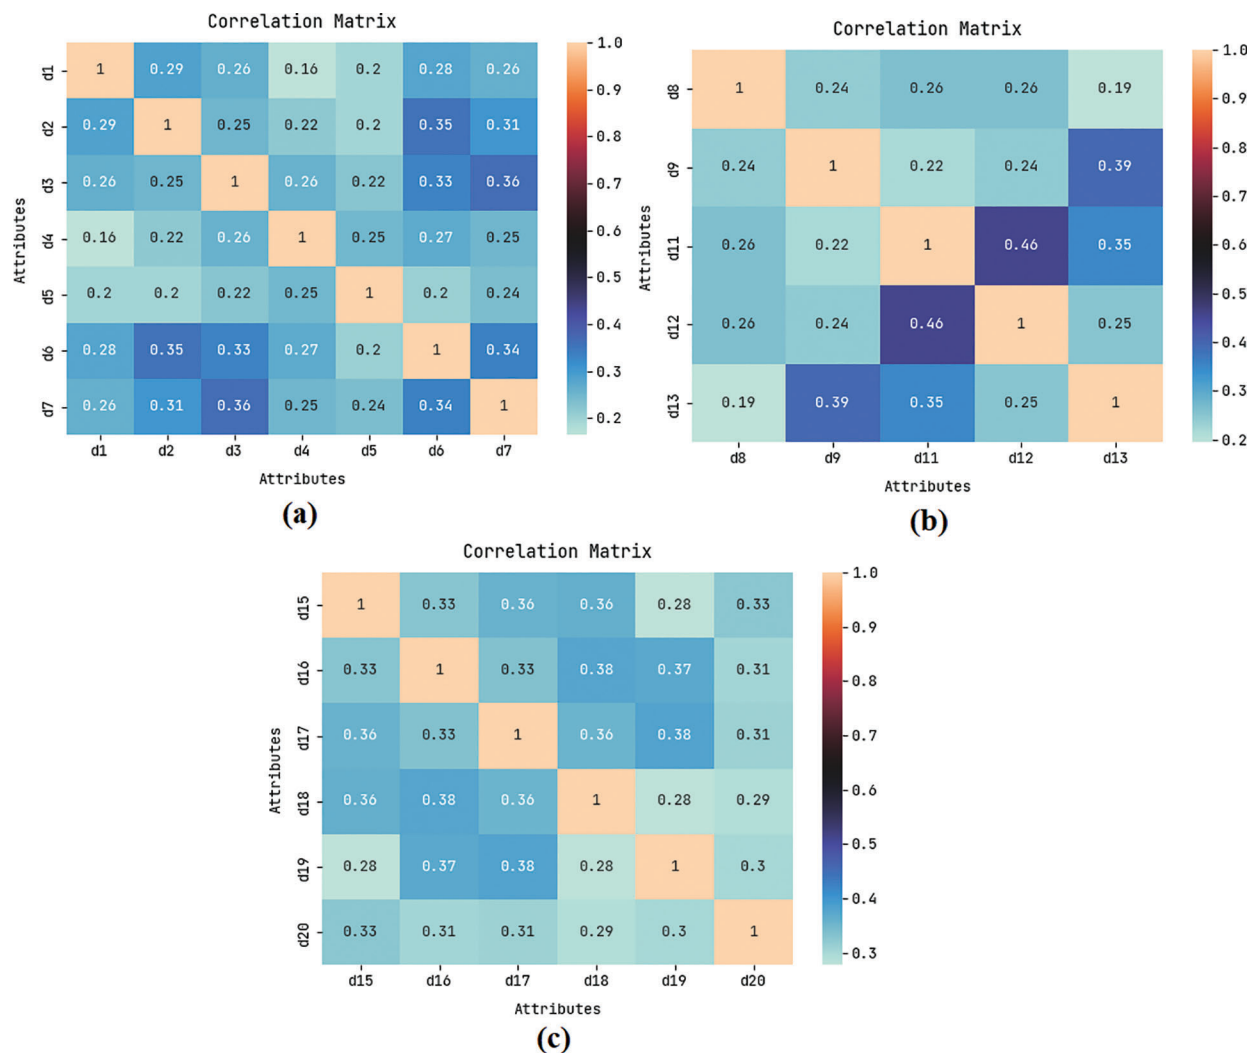 Correlation Matrix
d1 1 0.29 0.26 0.16 0.2 0.28 0.26
d2 0.29 1 0.25 0.22 0.2 0.35 0.31
d3 0.26 0.25 1 0.26 0.22 0.33 0.36
d4 0.16 0.22 0.26 1 0.25 0.27 0.25
d5 0.2 0.2 0.22 0.25 1 0.2 0.24
d6 0.28 0.35 0.33 0.27 0.2 1 0.34
d7 0.26 0.31 0.36 0.25 0.24 0.34 1
d1 d2 d3 d4 d5 d6 d7
Attributes
Attributes
1.0
0.9
0.8
0.7
0.6
0.5
0.4
0.3
0.2
(a)
Correlation Matrix
d8 1 0.24 0.26 0.26 0.19
d9 0.24 1 0.22 0.24 0.39
d11 0.26 0.22 1 0.46 0.35
d12 0.26 0.24 0.46 1 0.25
d13 0.19 0.39 0.35 0.25 1
d8 d9 d11 d12 d13
Attributes
Attributes
1.0
0.9
0.8
0.7
0.6
0.5
0.4
0.3
0.2
(b)
Correlation Matrix
d15 1 0.33 0.36 0.36 0.28 0.33
d16 0.33 1 0.33 0.38 0.37 0.31
d17 0.36 0.33 1 0.36 0.38 0.31
d18 0.36 0.38 0.36 1 0.28 0.29
d19 0.28 0.37 0.38 0.28 1 0.3
d20 0.33 0.31 0.31 0.29 0.3 1
d15 d16 d17 d18 d19 d20
Attributes
Attributes
1.0
0.9
0.8
0.7
0.6
0.5
0.4
0.3
(c)